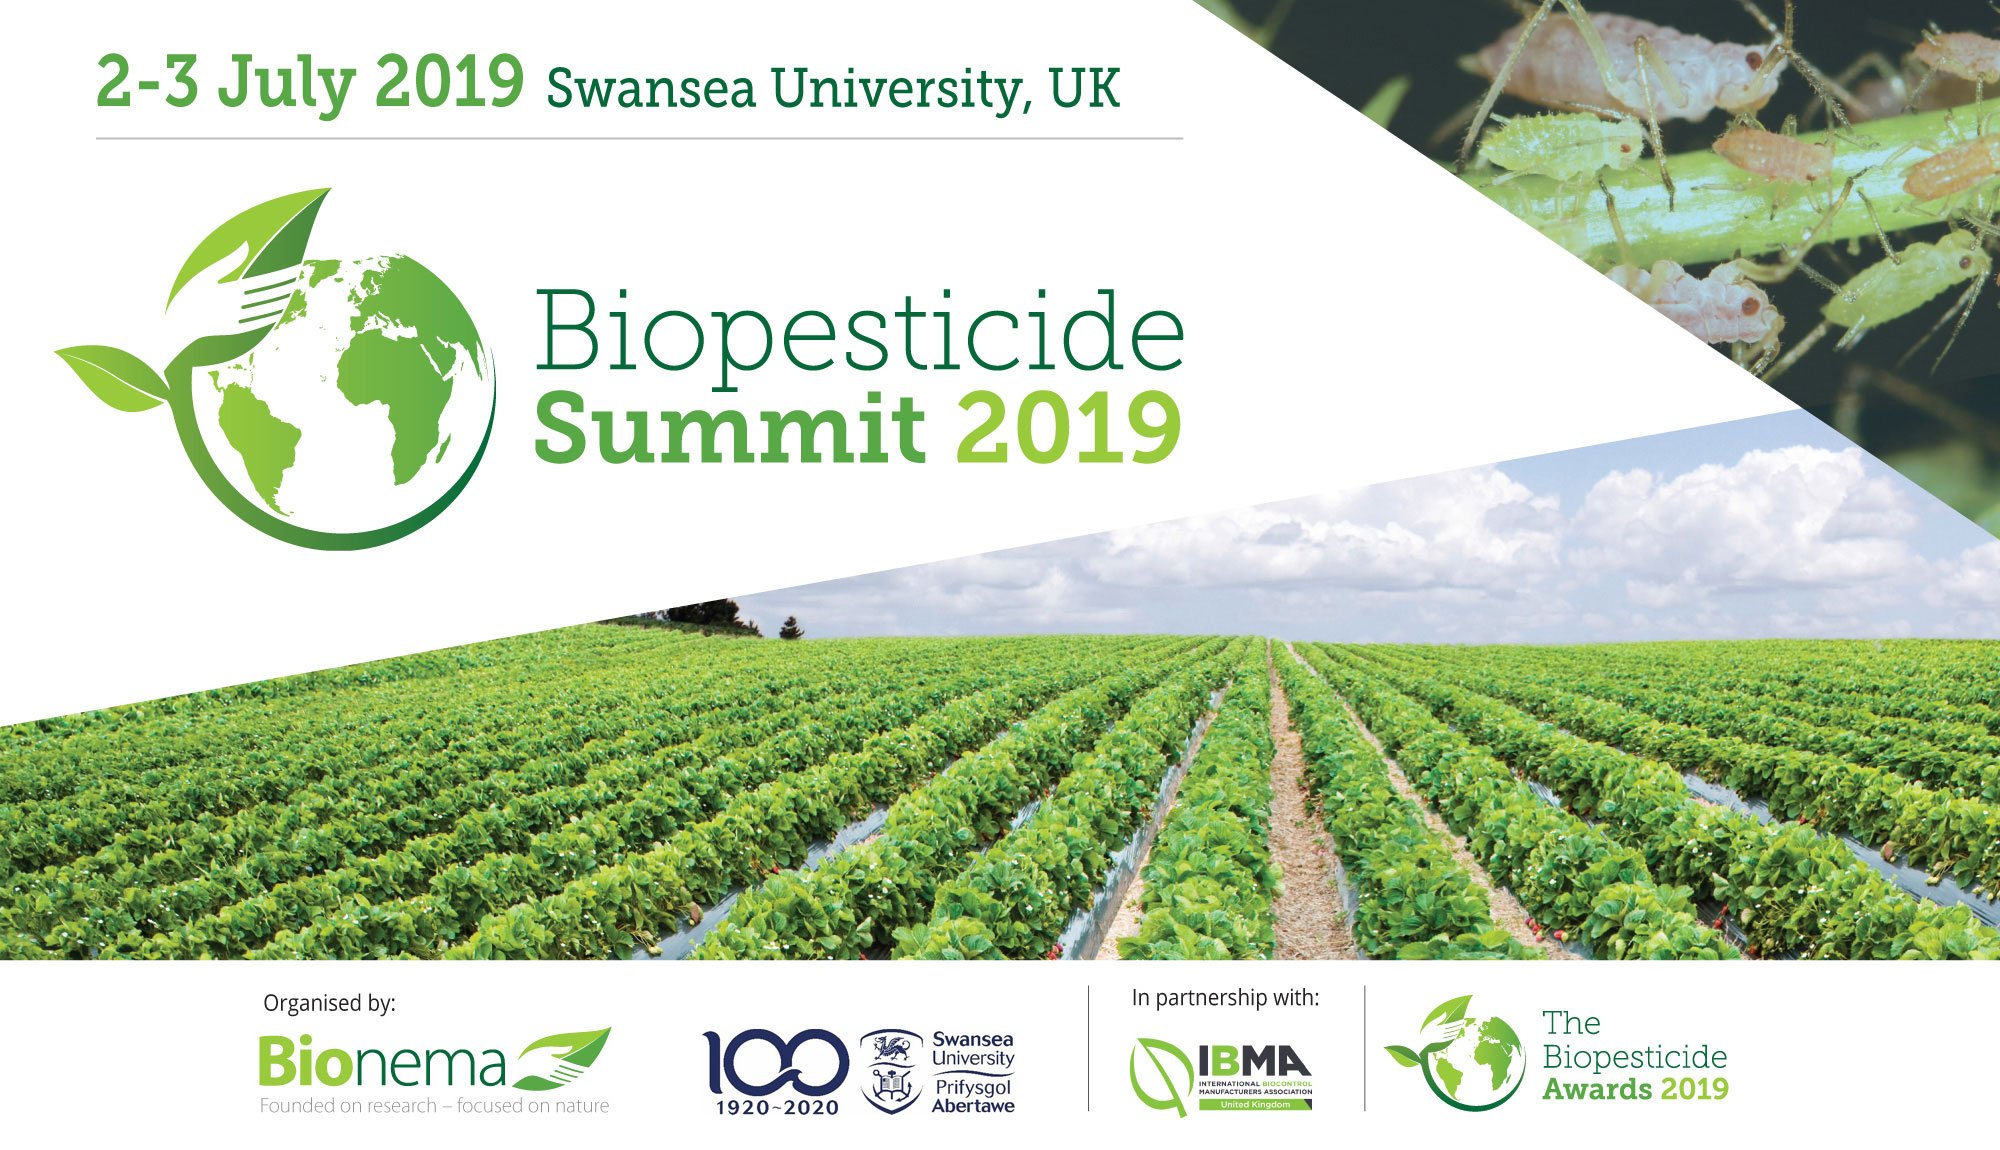 2-3 July 2019 Swansea University, UK
Biopesticide
Summit 2019
Organised by:
Bionema
Founded on research – focused on nature
100
1920~2020
Swansea
University
Prifysgol
Abertawe
In partnership with:
IBMA
INTERNATIONAL BIOCONTROL
MANUFACTURERS ASSOCIATION
United Kingdom
The
Biopesticide
Awards 2019